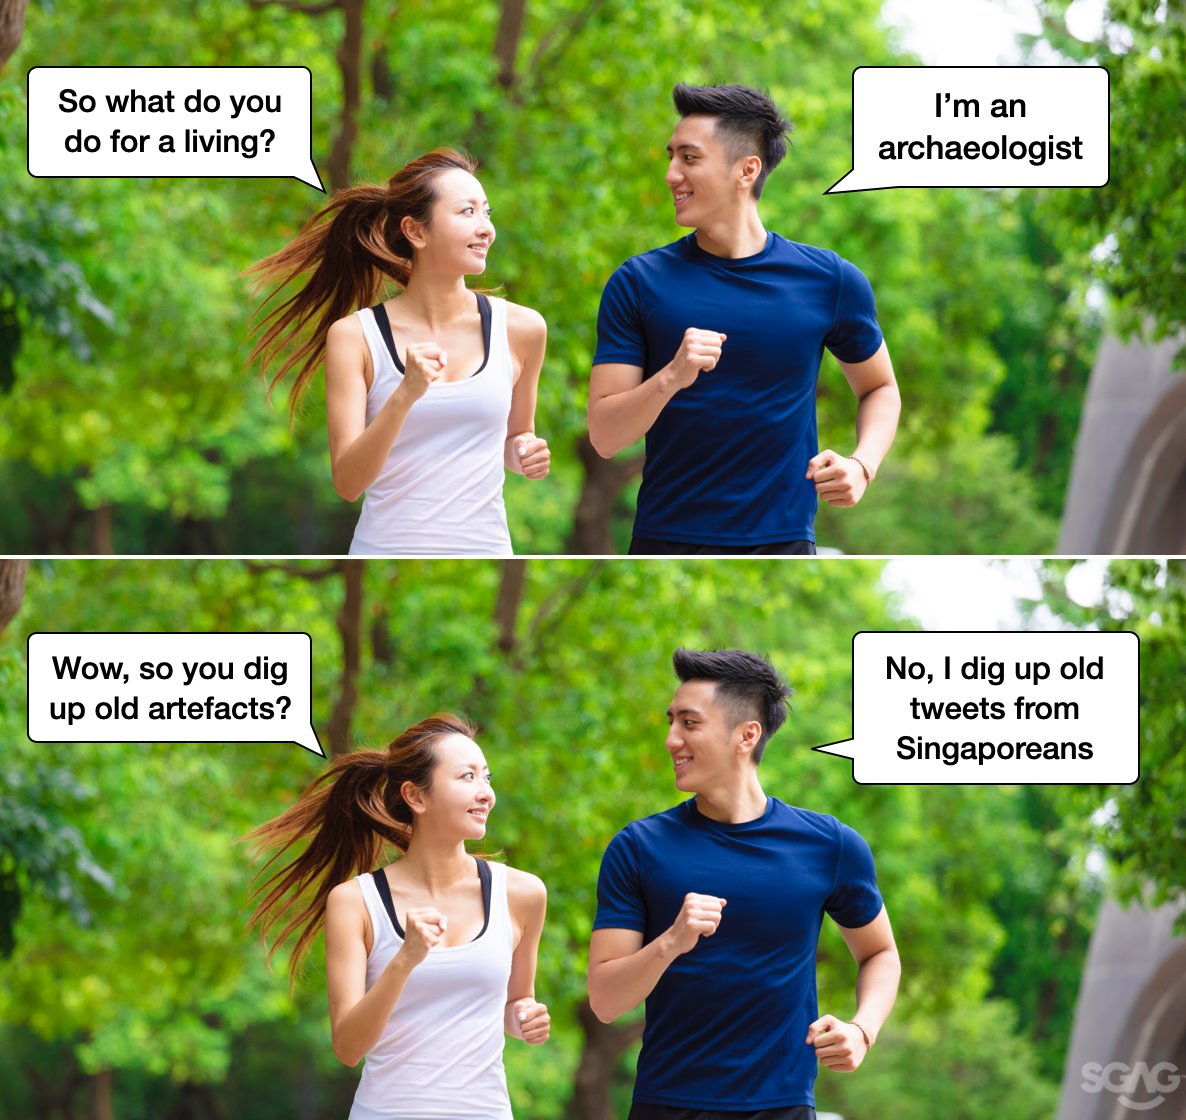 So what do you
do for a living?
I’m an
archaeologist
Wow, so you dig
up old artefacts?
No, I dig up old
tweets from
Singaporeans
SGAG